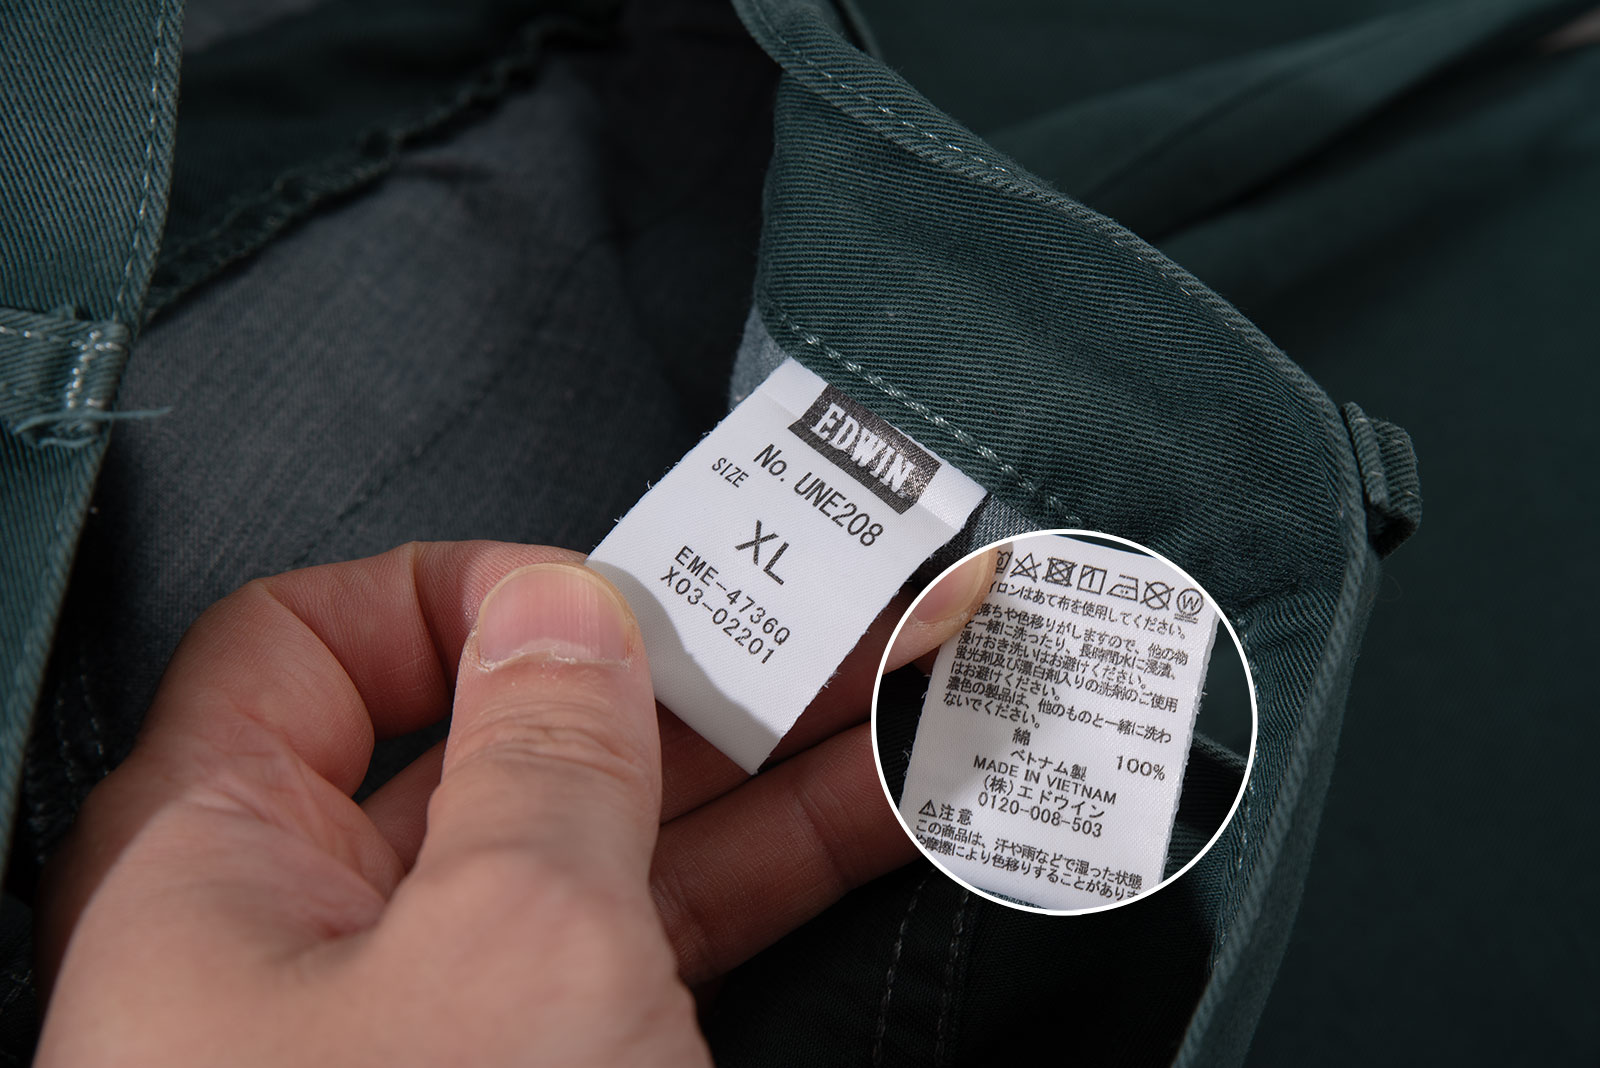 EDWIN
No. UNE208
SIZE
XL
EME-4736Q
X03-02201
W
イロンはあて布を使用してください。
落ちや色移りがしますので、他の物
と一緒に洗ったり、長時間水に浸漬、
浸けおき洗いはお避けください。
蛍光剤及び漂白剤入りの洗剤のご使用
はお避けください。
濃色の製品は、他のものと一緒に洗わ
ないでください。
綿 100%
ベトナム製
MADE IN VIETNAM
(株)エドウイン
0120-008-503
⚠注意
この商品は、汗や雨などで湿った状態
や摩擦により色移りすることがありま